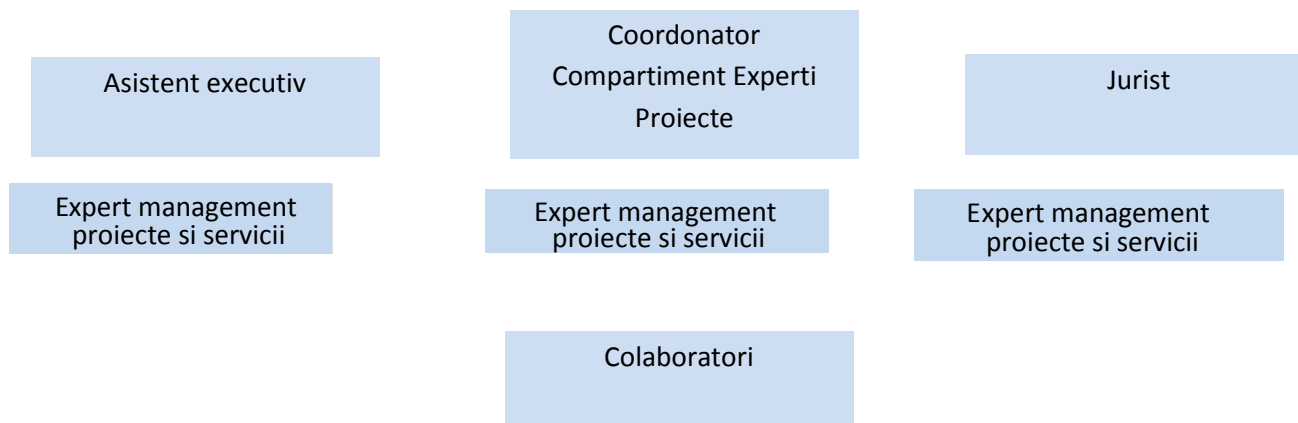 Asistent executiv
Coordonator
Compartiment Experti
Proiecte
Jurist
Expert management
proiecte si servicii
Expert management
proiecte si servicii
Expert management
proiecte si servicii
Colaboratori